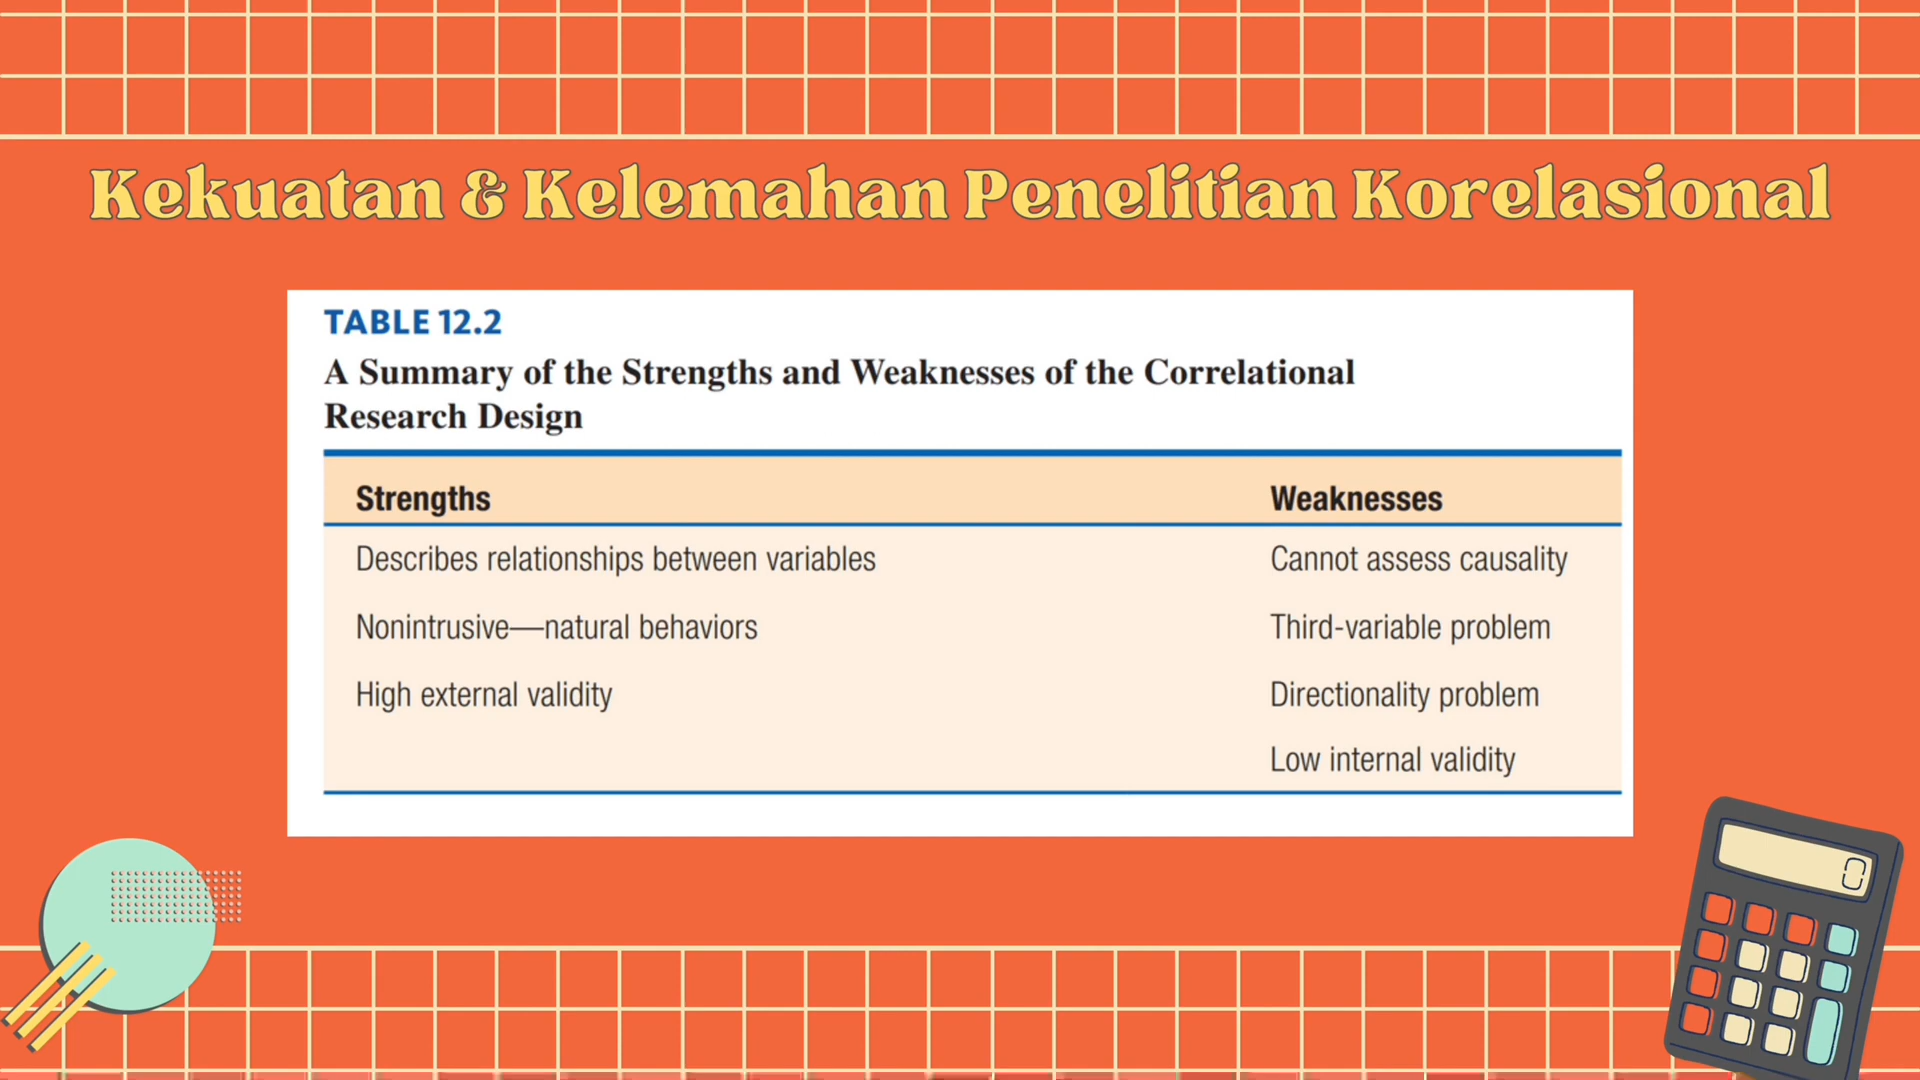 Kekuatan & Kelemahan Penelitian Korelasional
TABLE 12.2
A Summary of the Strengths and Weaknesses of the Correlational
Research Design
Strengths Weaknesses
Describes relationships between variables Cannot assess causality
Nonintrusive—natural behaviors Third-variable problem
High external validity Directionality problem
Low internal validity
0